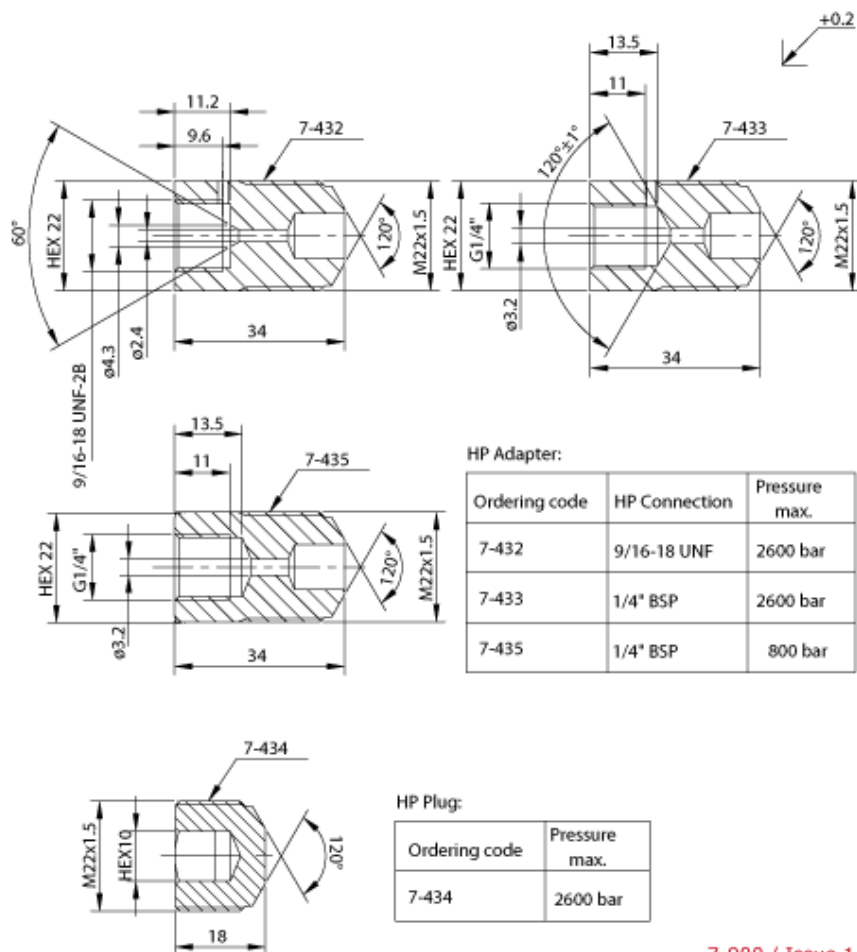 +0.2
13.5
11
11.2
9.6
7-432
7-433
120°±1°
60°
HEX 22
M22x1.5
120°
HEX 22
G1/4"
120°
M22x1.5
ø4.3
ø2.4
ø3.2
34
34
9/16-18 UNF-2B
13.5
11
7-435
HEX 22
G1/4"
ø3.2
120°
M22x1.5
34
HP Adapter:
Ordering code HP Connection Pressure max.
7-432 9/16-18 UNF 2600 bar
7-433 1/4" BSP 2600 bar
7-435 1/4" BSP 800 bar
7-434
M22x1.5
HEX10
120°
18
HP Plug:
Ordering code Pressure max.
7-434 2600 bar